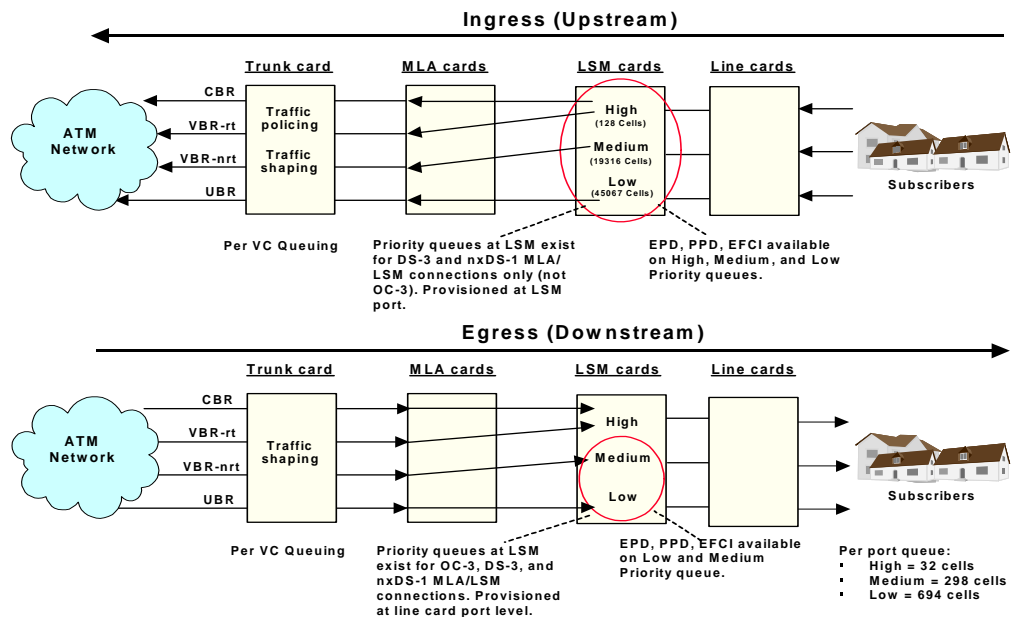 Ingress (Upstream)
Trunk card
MLA cards
LSM cards
Line cards
CBR
VBR-rt
VBR-nrt
UBR
ATM
Network
Traffic
policing
Traffic
shaping
High
(128 Cells)
Medium
(19316 Cells)
Low
(45067 Cells)
Subscribers
Per VC Queuing
Priority queues at LSM exist
for DS-3 and nxDS-1 MLA/
LSM connections only (not
OC-3). Provisioned at LSM
port.
EPD, PPD, EFCI available
on High, Medium, and Low
Priority queues.
Egress (Downstream)
Trunk card
MLA cards
LSM cards
Line cards
CBR
VBR-rt
VBR-nrt
UBR
ATM
Network
Traffic
shaping
High
Medium
Low
Subscribers
Per VC Queuing
Priority queues at LSM
exist for OC-3, DS-3, and
nxDS-1 MLA/LSM
connections. Provisioned
at line card port level.
EPD, PPD, EFCI available
on Low and Medium
Priority queue.
Per port queue:
▪ High = 32 cells
▪ Medium = 298 cells
▪ Low = 694 cells